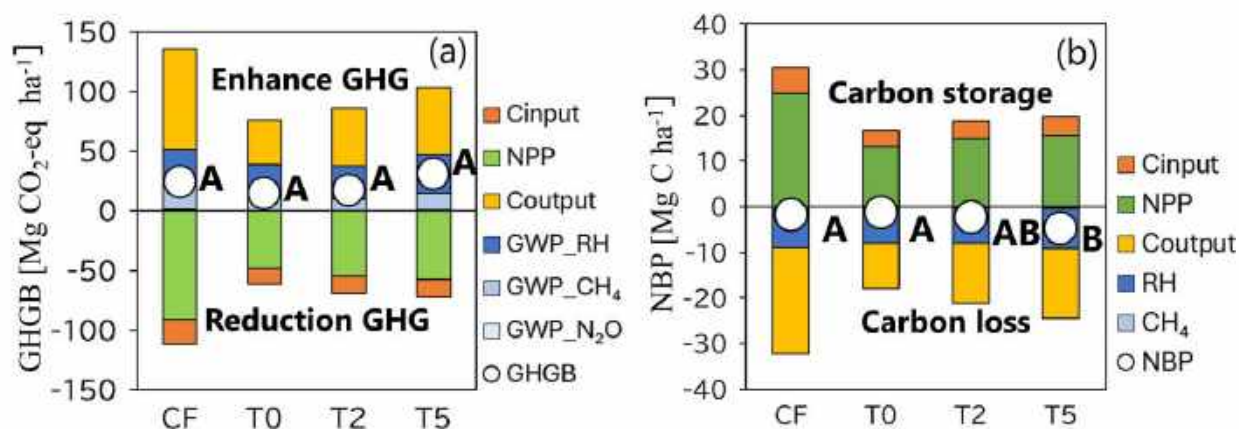 GHGB [Mg CO₂-eq ha⁻¹]
150
100
50
0
-50
-100
-150
(a)
Enhance GHG
A
A
A
A
Reduction GHG
CF
T0
T2
T5
Cinput
NPP
Coutput
GWP_RH
GWP_CH₄
GWP_N₂O
GHGB
NBP [Mg C ha⁻¹]
40
30
20
10
0
-10
-20
-30
-40
(b)
Carbon storage
A
A
AB
B
Carbon loss
CF
T0
T2
T5
Cinput
NPP
Coutput
RH
CH₄
NBP